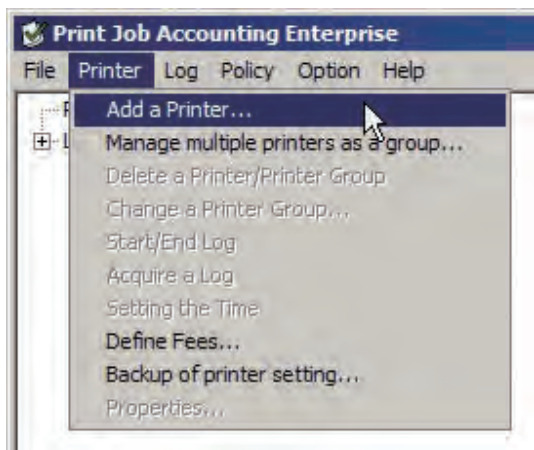 Print Job Accounting Enterprise
File Printer Log Policy Option Help
Add a Printer...
Manage multiple printers as a group...
Delete a Printer/Printer Group
Change a Printer Group...
Start/End Log
Acquire a Log
Setting the Time
Define Fees...
Backup of printer setting...
Properties...